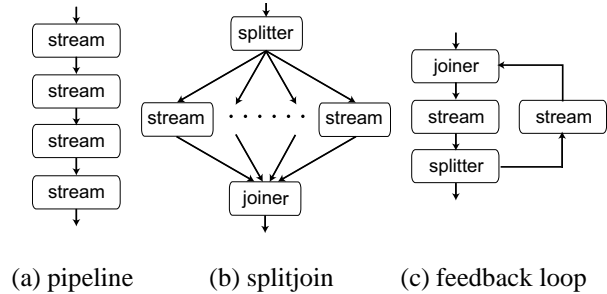 stream
stream
stream
stream
(a) pipeline
splitter
stream
. . . . . .
stream
joiner
(b) splitjoin
joiner
stream
stream
splitter
(c) feedback loop